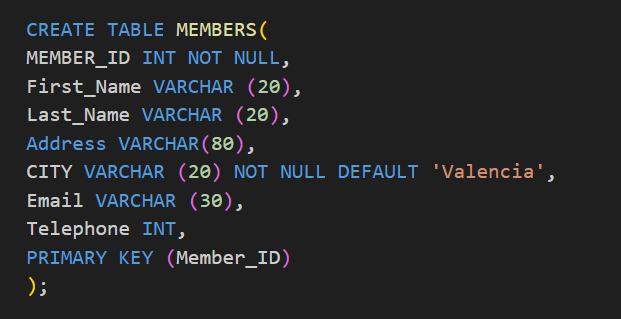 CREATE TABLE MEMBERS(
MEMBER_ID INT NOT NULL,
First_Name VARCHAR (20),
Last_Name VARCHAR (20),
Address VARCHAR(80),
CITY VARCHAR (20) NOT NULL DEFAULT 'Valencia',
Email VARCHAR (30),
Telephone INT,
PRIMARY KEY (Member_ID)
);